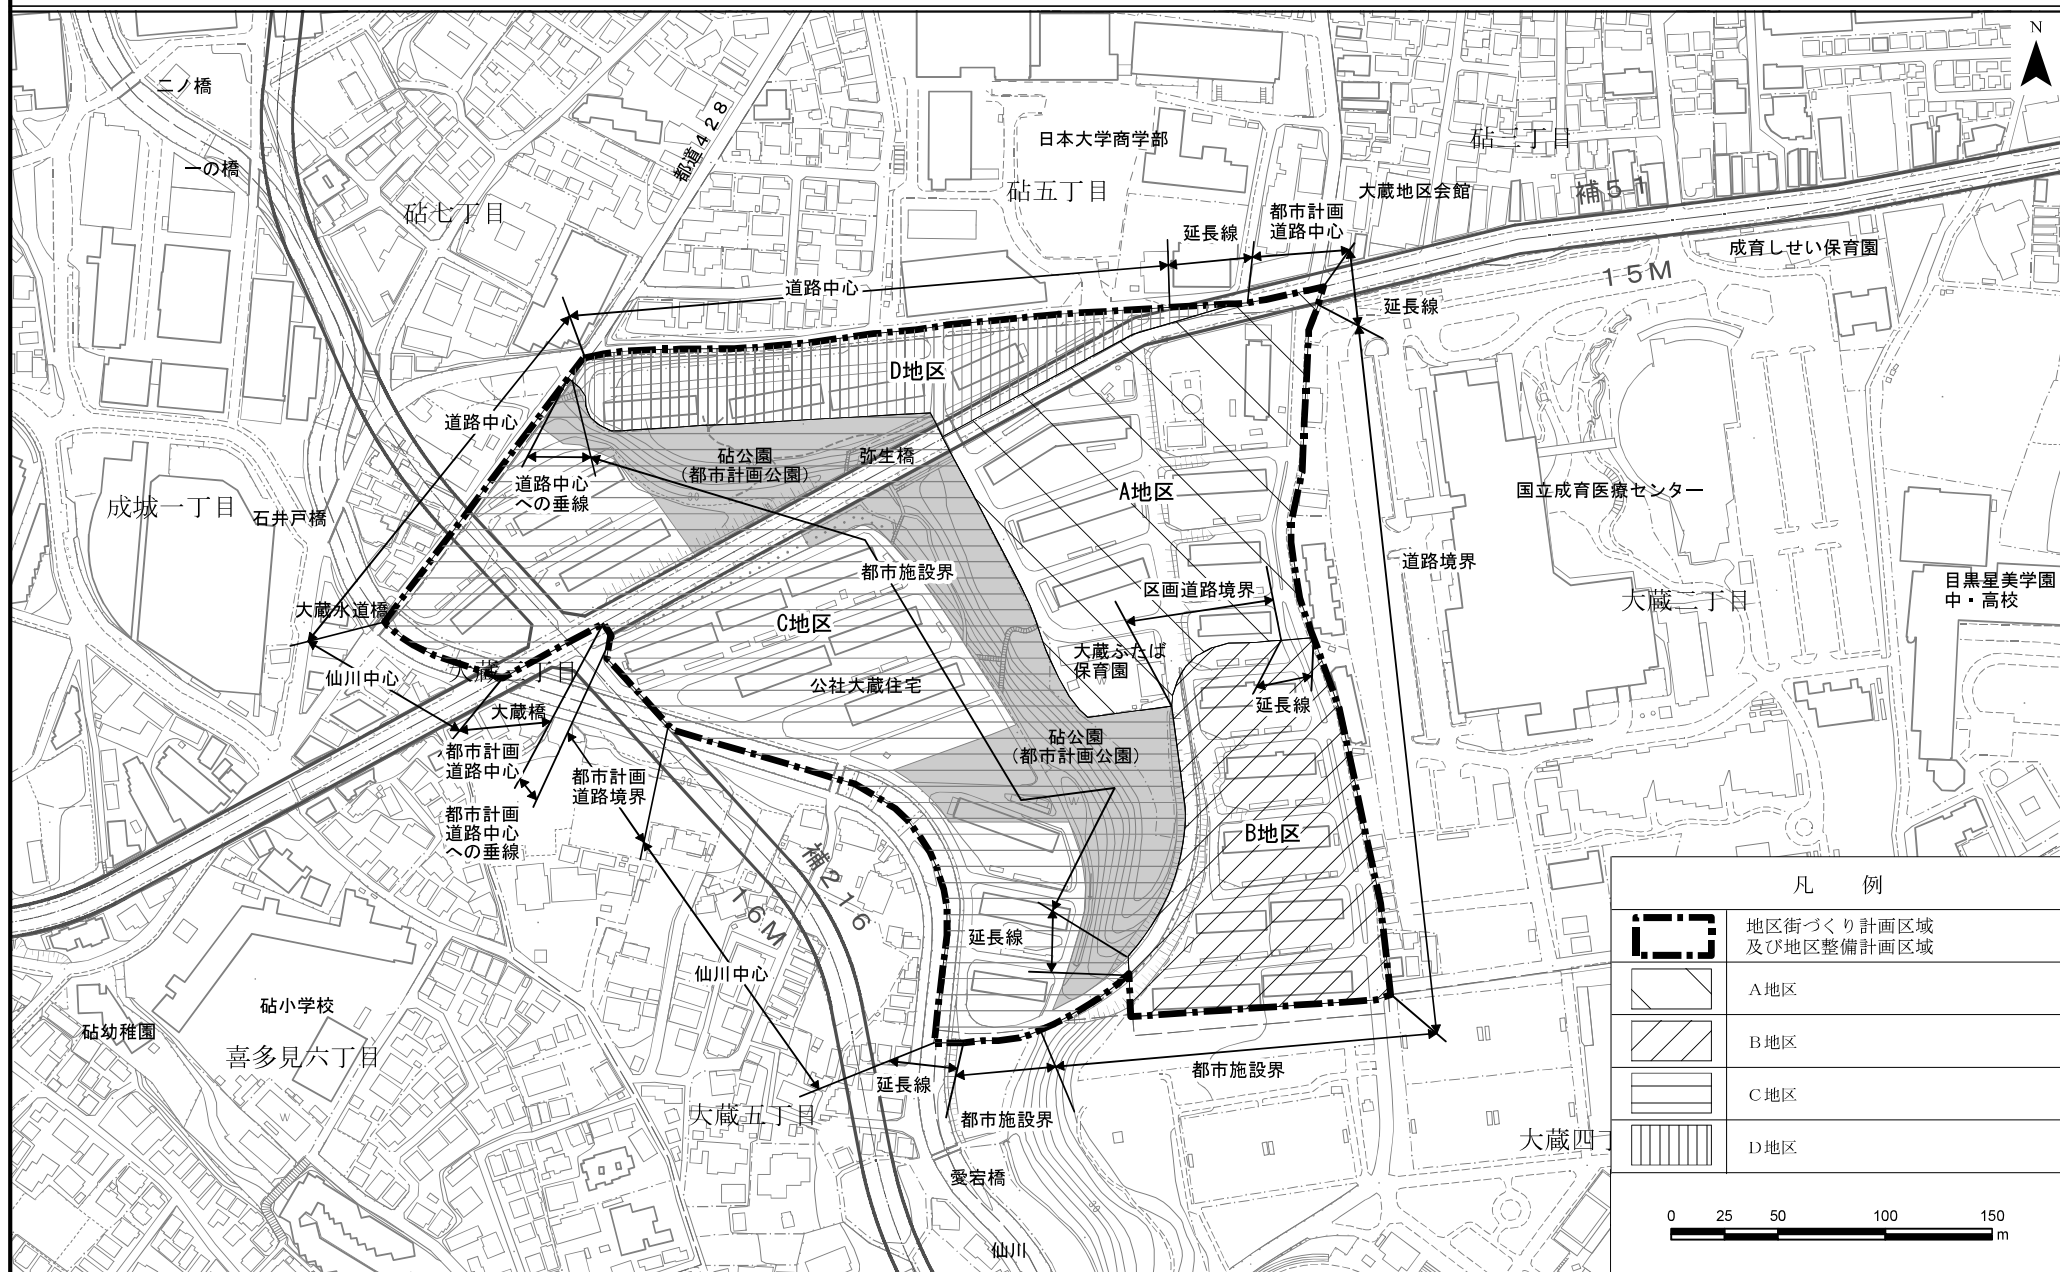 N
二ノ橋
都道428
日本大学商学部
砧三丁目
一の橋
砧七丁目
砧五丁目
大蔵地区会館
補51
都市計画
道路中心
延長線
成育しせい保育園
15M
道路中心
延長線
D地区
道路中心
砧公園
(都市計画公園)
弥生橋
道路中心
への垂線
A地区
国立成育医療センター
成城一丁目
石井戸橋
都市施設界
道路境界
区画道路境界
目黒星美学園
中・高校
大蔵二丁目
大蔵水道橋
C地区
大蔵ふたば
保育園
仙川中心
大蔵三丁目
公社大蔵住宅
延長線
大蔵橋
砧公園
(都市計画公園)
都市計画
道路中心
都市計画
道路境界
都市計画
道路中心
への垂線
B地区
補216
16M
延長線
仙川中心
砧小学校
砧幼稚園
喜多見六丁目
延長線
都市施設界
都市施設界
大蔵五丁目
大蔵四丁
愛宕橋
仙川
凡 例
地区街づくり計画区域
及び地区整備計画区域
A地区
B地区
C地区
D地区
0 25 50 100 150
m